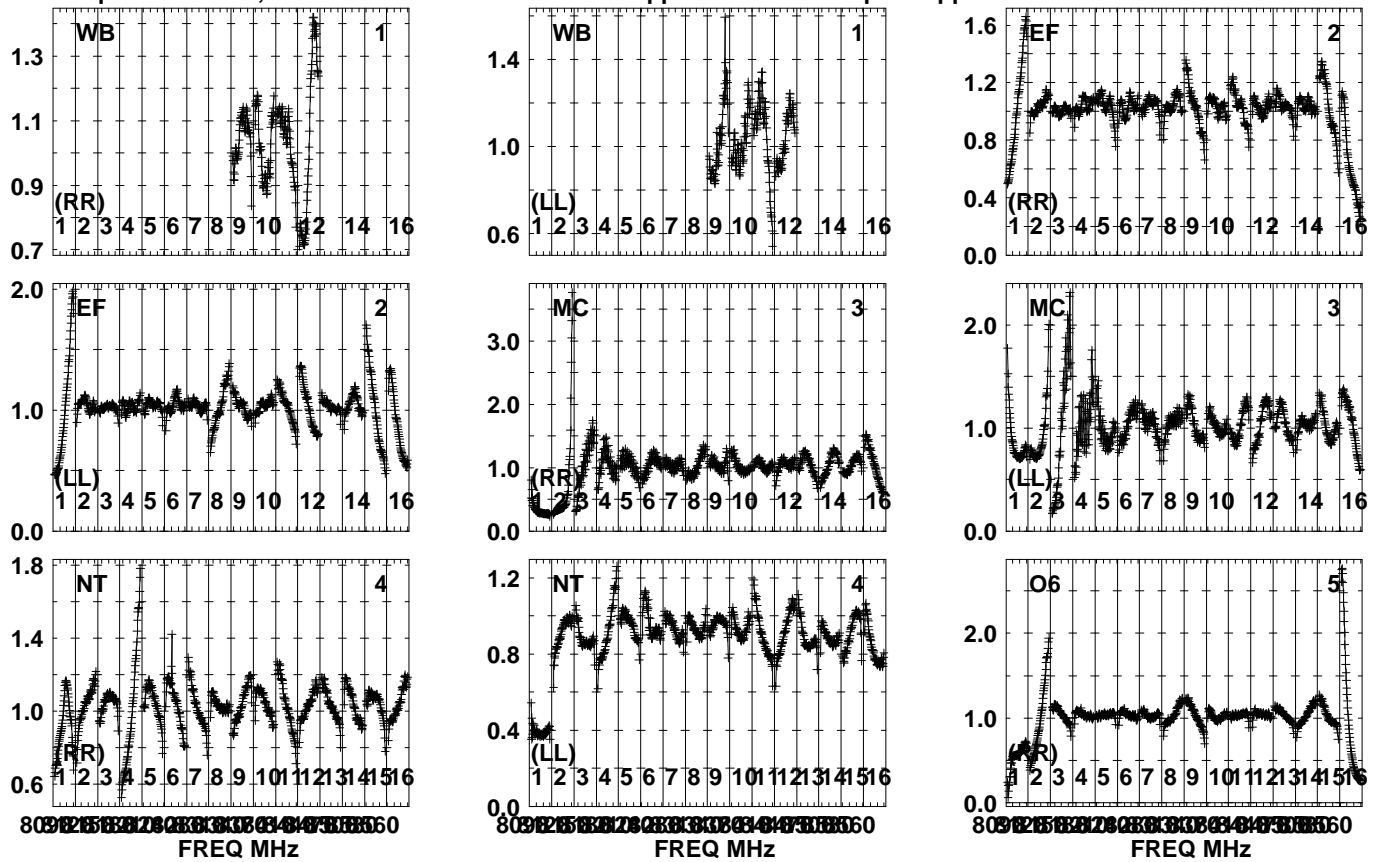 WB 1
1.3
1.1
0.9
0.7
(RR)
1 2 3 4 5 6 7 8 9 10 12 14 16
WB 1
1.4
1.0
0.6
(LL)
1 2 3 4 5 6 7 8 9 10 12 14 16
EF 2
1.6
1.2
0.8
0.4
0.0
(RR)
1 2 3 4 5 6 7 8 9 10 12 14 16
EF 2
2.0
1.0
0.0
(LL)
1 2 3 4 5 6 7 8 9 10 12 14 16
MC 3
3.0
2.0
1.0
0.0
(RR)
1 2 3 4 5 6 7 8 9 10 12 14 16
MC 3
2.0
1.0
0.0
(LL)
1 2 3 4 5 6 7 8 9 10 12 14 16
NT 4
1.8
1.4
1.0
0.6
(RR)
1 2 3 4 5 6 7 8 9 10 11 12 13 14 15 16
FREQ MHz
NT 4
1.2
0.8
0.4
0.0
(LL)
1 2 3 4 5 6 7 8 9 10 11 12 13 14 15 16
FREQ MHz
O6 5
2.0
1.0
0.0
(RR)
1 2 3 4 5 6 7 8 9 10 11 12 13 14 15 16
FREQ MHz